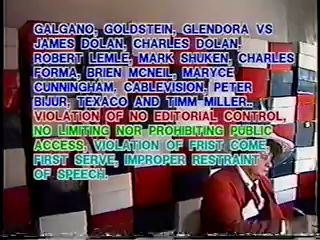 GALGANO, GOLDSTEIN, GLENDORA VS
JAMES DOLAN, CHARLES DOLAN,
ROBERT LEMLE, MARK SHUKEN, CHARLES
FORMA, BRIEN MCNEIL, MARYCE
CUNNINGHAM, CABLEVISION, PETER
BIJUR, TEXACO AND TIMM MILLER..
VIOLATION OF NO EDITORIAL CONTROL,
NO LIMITING NOR PROHIBITING PUBLIC
ACCESS, VIOLATION OF FRIST COME,
FIRST SERVE, IMPROPER RESTRAINT
OF SPEECH.